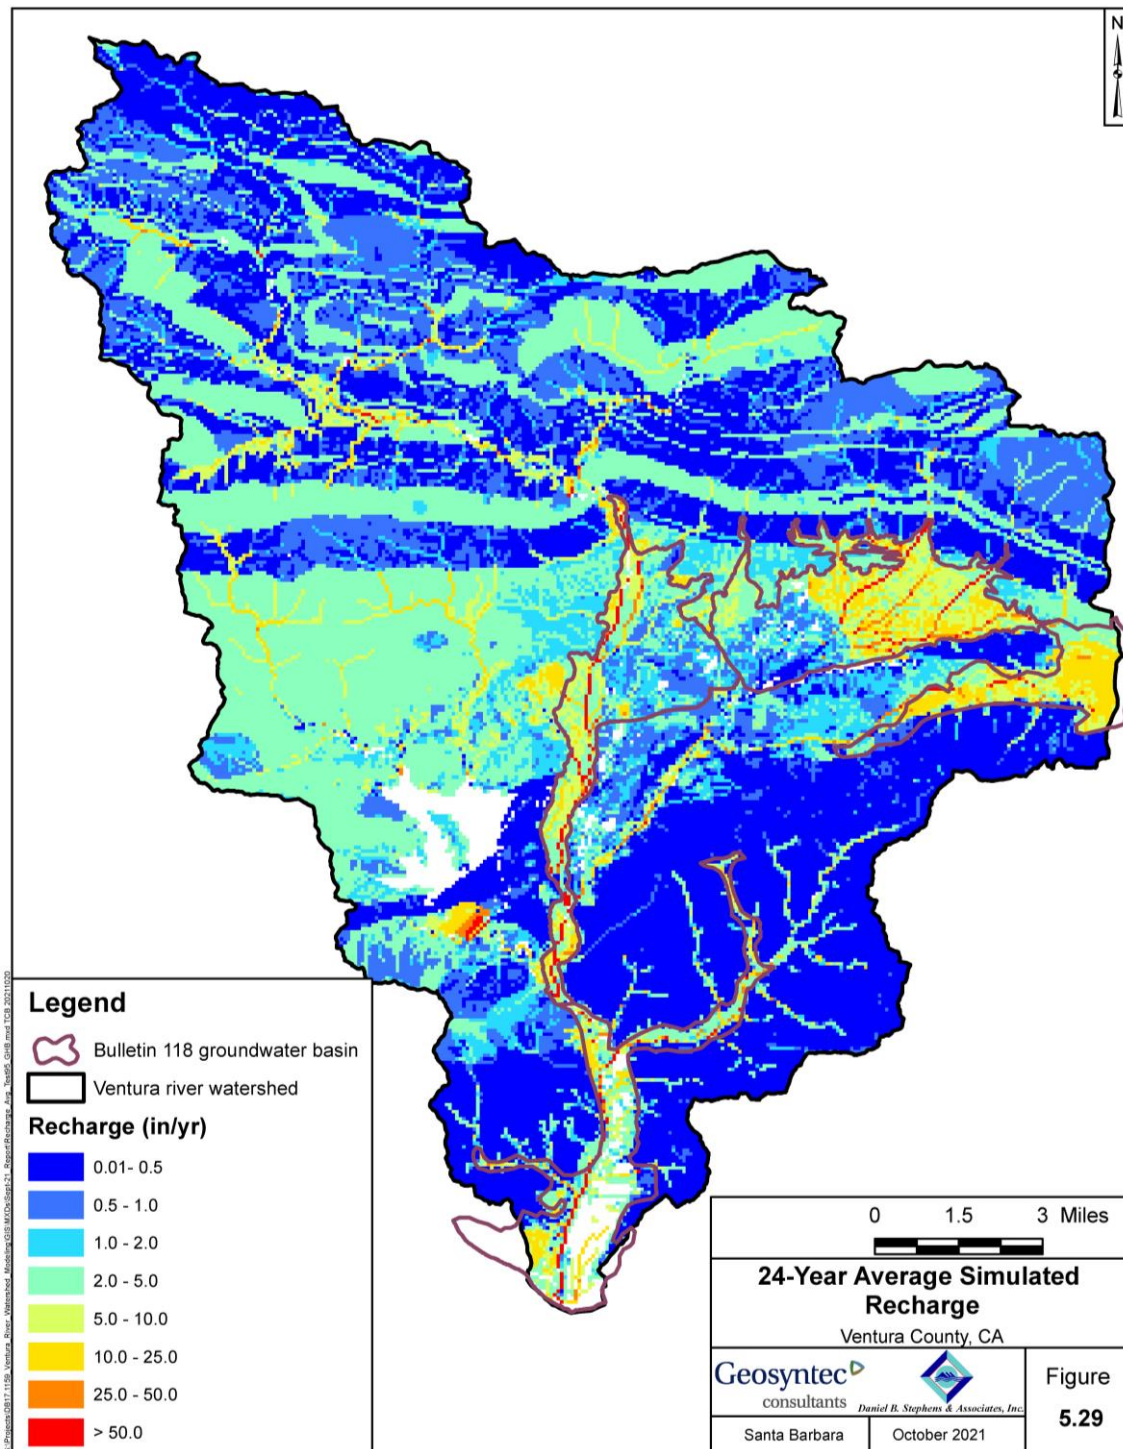 N
Legend
Bulletin 118 groundwater basin
Ventura river watershed
Recharge (in/yr)
0.01- 0.5
0.5 - 1.0
1.0 - 2.0
2.0 - 5.0
5.0 - 10.0
10.0 - 25.0
25.0 - 50.0
> 50.0
0 1.5 3 Miles
24-Year Average Simulated
Recharge
Ventura County, CA
Geosyntec
consultants
Daniel B. Stephens & Associates, Inc.
Santa Barbara
October 2021
Figure
5.29